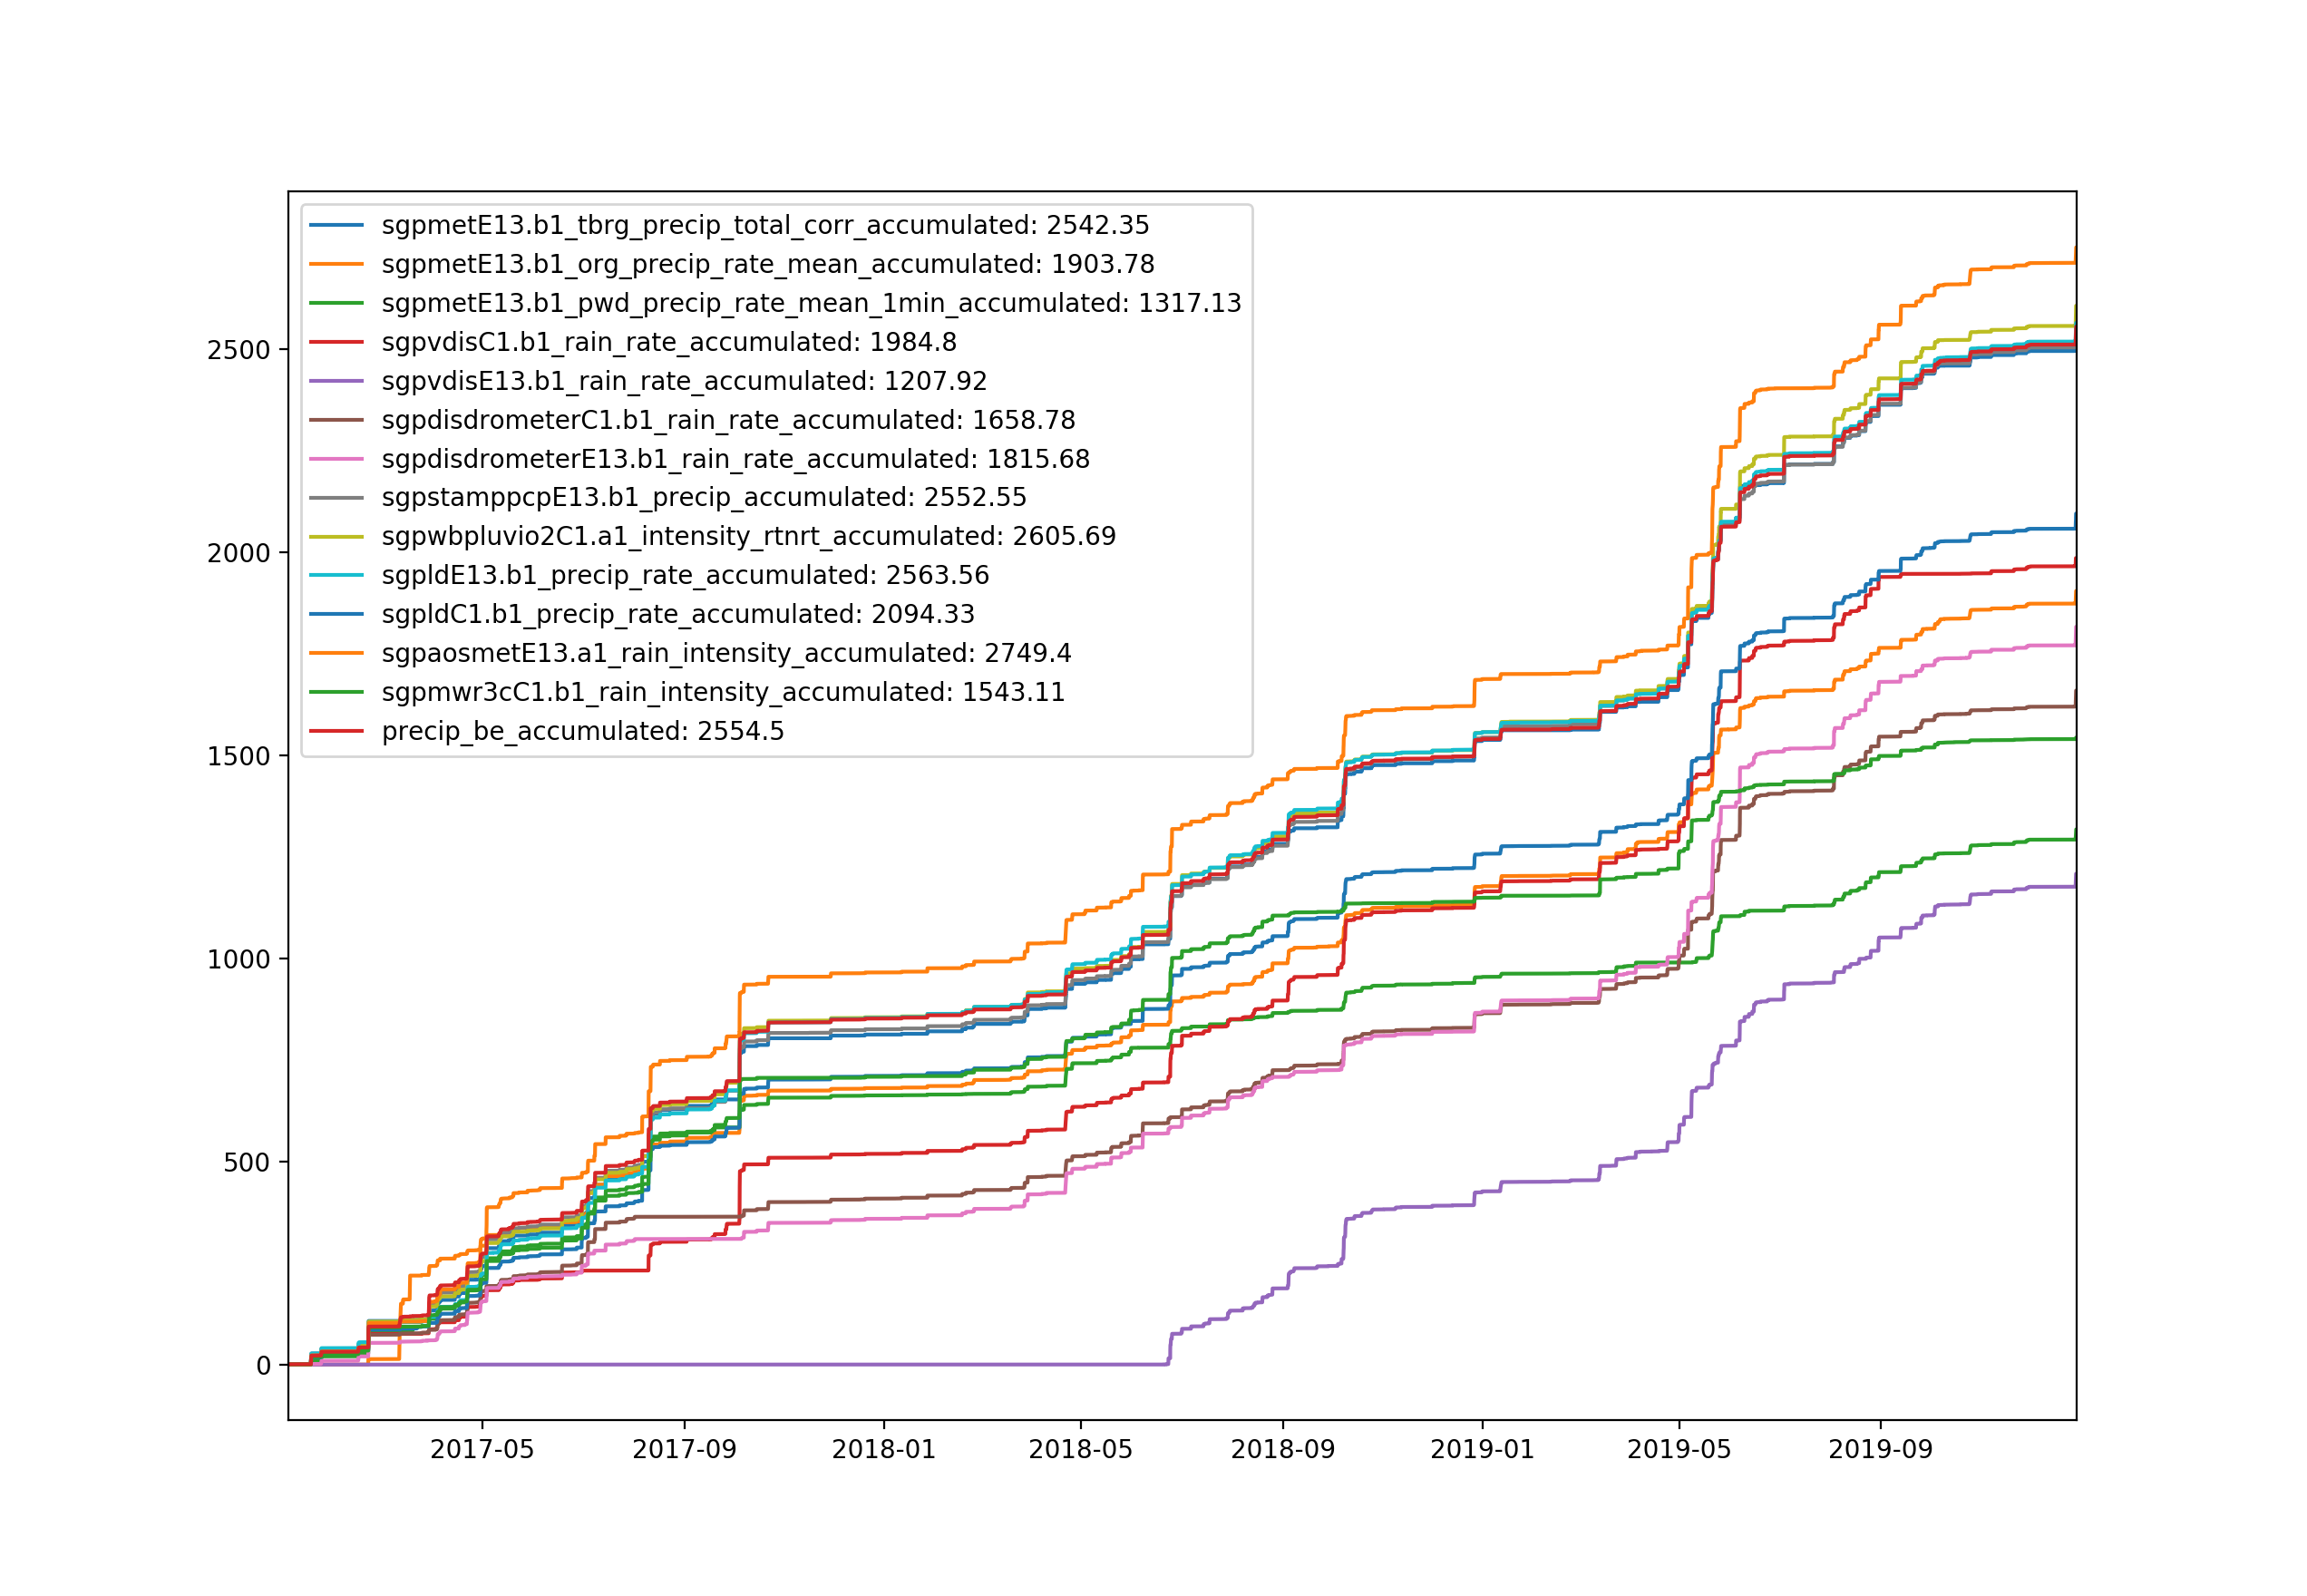 sgpmetE13.b1_tbrg_precip_total_corr_accumulated: 2542.35
sgpmetE13.b1_org_precip_rate_mean_accumulated: 1903.78
sgpmetE13.b1_pwd_precip_rate_mean_1min_accumulated: 1317.13
sgpvdisC1.b1_rain_rate_accumulated: 1984.8
sgpvdisE13.b1_rain_rate_accumulated: 1207.92
sgpdisdrometerC1.b1_rain_rate_accumulated: 1658.78
sgpdisdrometerE13.b1_rain_rate_accumulated: 1815.68
sgpstamppcpE13.b1_precip_accumulated: 2552.55
sgpwbpluvio2C1.a1_intensity_rtnrt_accumulated: 2605.69
sgpldE13.b1_precip_rate_accumulated: 2563.56
sgpldC1.b1_precip_rate_accumulated: 2094.33
sgpaosmetE13.a1_rain_intensity_accumulated: 2749.4
sgpmwr3cC1.b1_rain_intensity_accumulated: 1543.11
precip_be_accumulated: 2554.5
2500
2000
1500
1000
500
0
2017-05 2017-09 2018-01 2018-05 2018-09 2019-01 2019-05 2019-09